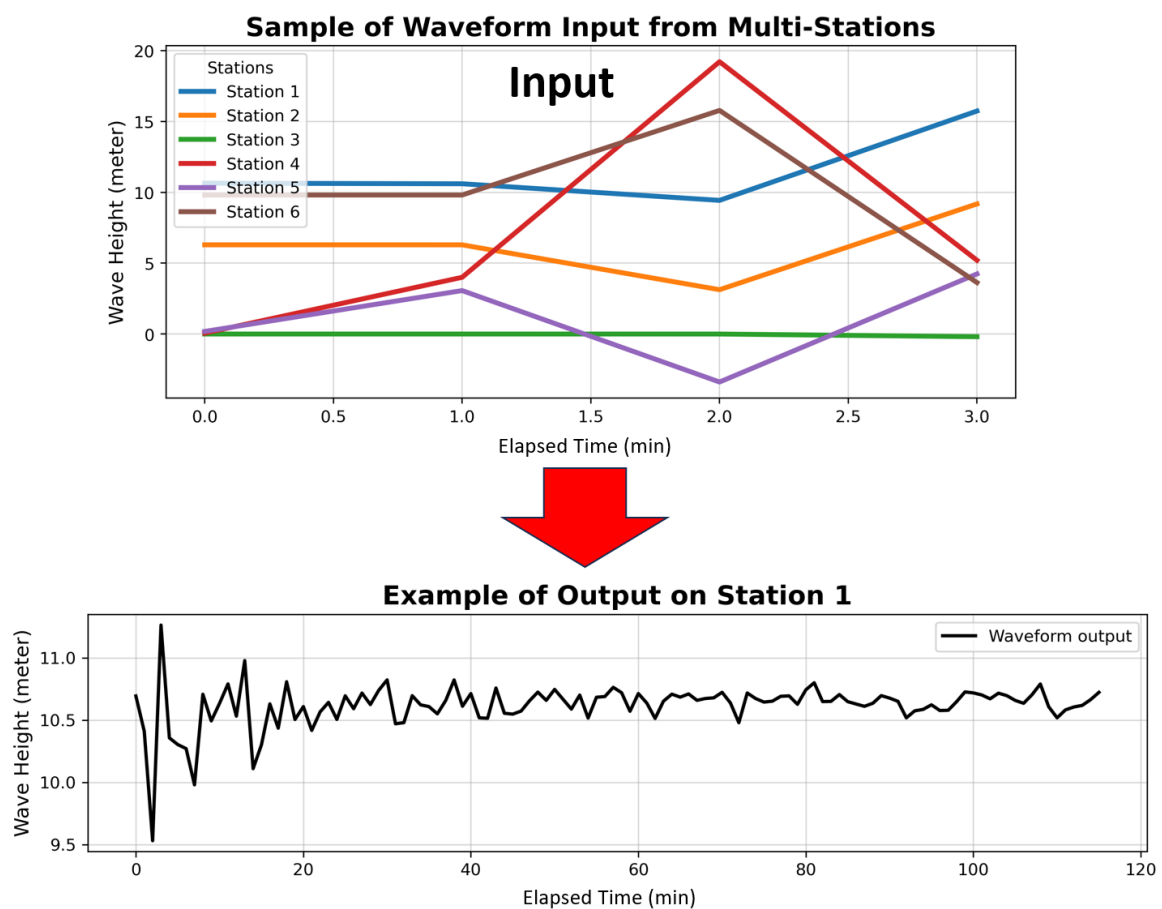 Sample of Waveform Input from Multi-Stations
Input
Stations
Station 1
Station 2
Station 3
Station 4
Station 5
Station 6
Wave Height (meter)
20
15
10
5
0
0.0 0.5 1.0 1.5 2.0 2.5 3.0
Elapsed Time (min)
Example of Output on Station 1
Waveform output
Wave Height (meter)
11.0
10.5
10.0
9.5
0 20 40 60 80 100 120
Elapsed Time (min)